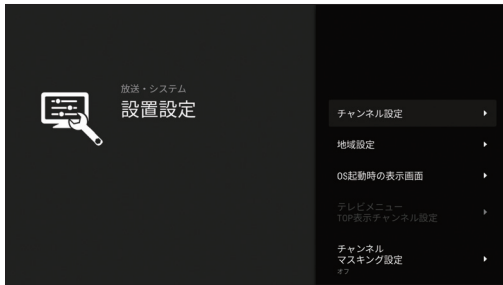 放送・システム
設置設定
チャンネル設定
地域設定
OS起動時の表示画面
テレビメニュー
TOP表示チャンネル設定
チャンネル
マスキング設定
オフ